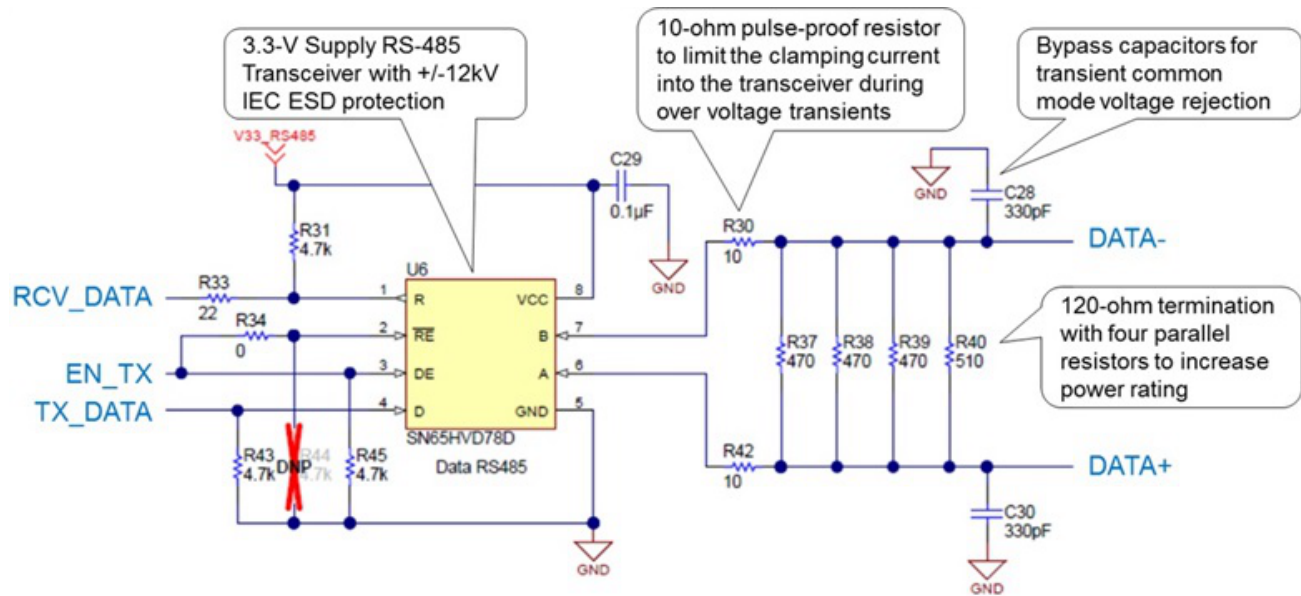 3.3-V Supply RS-485
Transceiver with +/-12kV
IEC ESD protection
10-ohm pulse-proof resistor
to limit the clamping current
into the transceiver during
over voltage transients
Bypass capacitors for
transient common
mode voltage rejection
V33_RS485
C29
0.1µF
GND
GND
C28
330pF
R31
4.7k
R30
10
DATA-
U6
RCV_DATA
R33
22
1
R
VCC
8
R34
0
2
RE
B
7
R37
470
R38
470
R39
470
R40
510
120-ohm termination
with four parallel
resistors to increase
power rating
EN_TX
3
DE
A
6
TX_DATA
4
D
GND
5
SN65HVD78D
Data RS485
R43
4.7k
DNP
R44
4.7k
R45
4.7k
R42
10
DATA+
C30
330pF
GND
GND